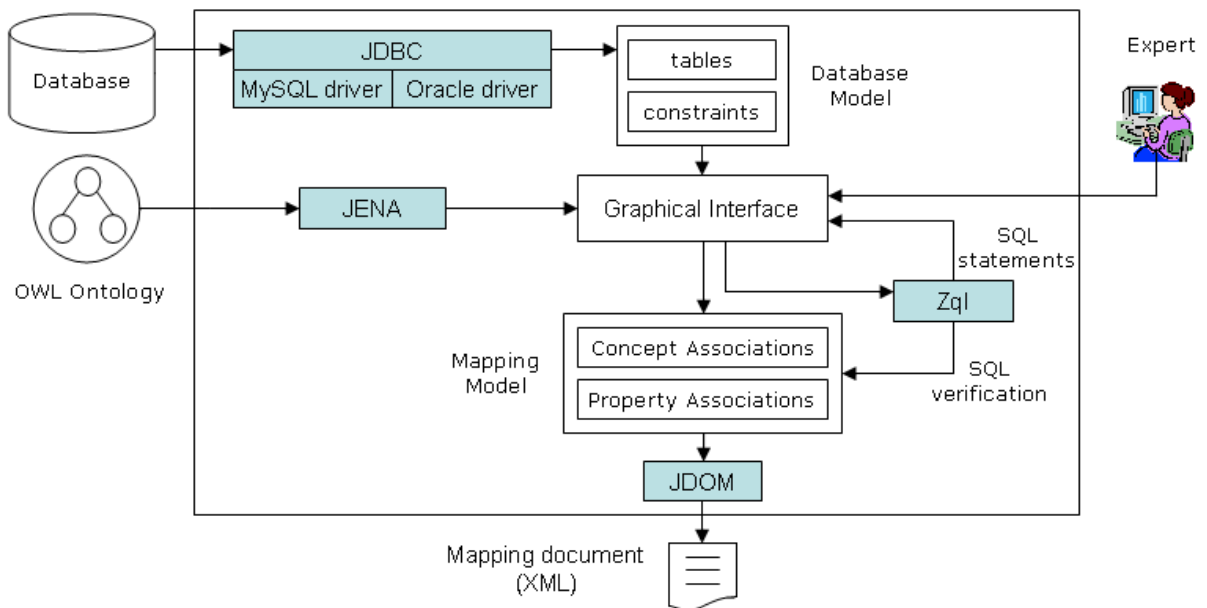 Database
JDBC
MySQL driver
Oracle driver
tables
constraints
Database
Model
Expert
OWL Ontology
JENA
Graphical Interface
SQL
statements
Zql
SQL
verification
Mapping
Model
Concept Associations
Property Associations
JDOM
Mapping document
(XML)